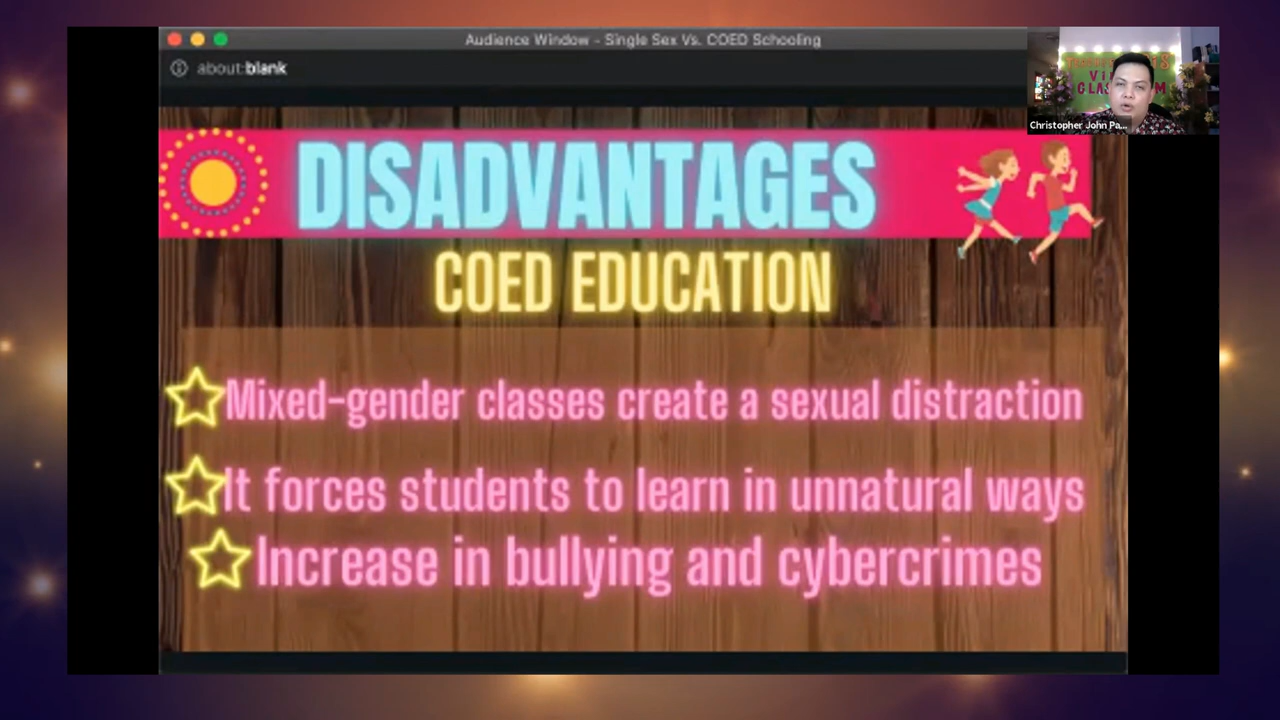 Audience Window - Single Sex Vs. COED Schooling
about:blank
Christopher John Pa...
DISADVANTAGES
COED EDUCATION
Mixed-gender classes create a sexual distraction
It forces students to learn in unnatural ways
Increase in bullying and cybercrimes